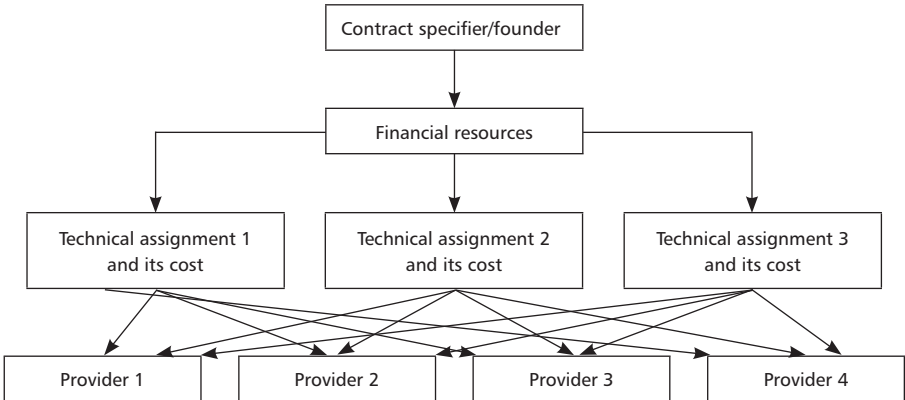 Contract specifier/founder
Financial resources
Technical assignment 1
and its cost
Technical assignment 2
and its cost
Technical assignment 3
and its cost
Provider 1
Provider 2
Provider 3
Provider 4